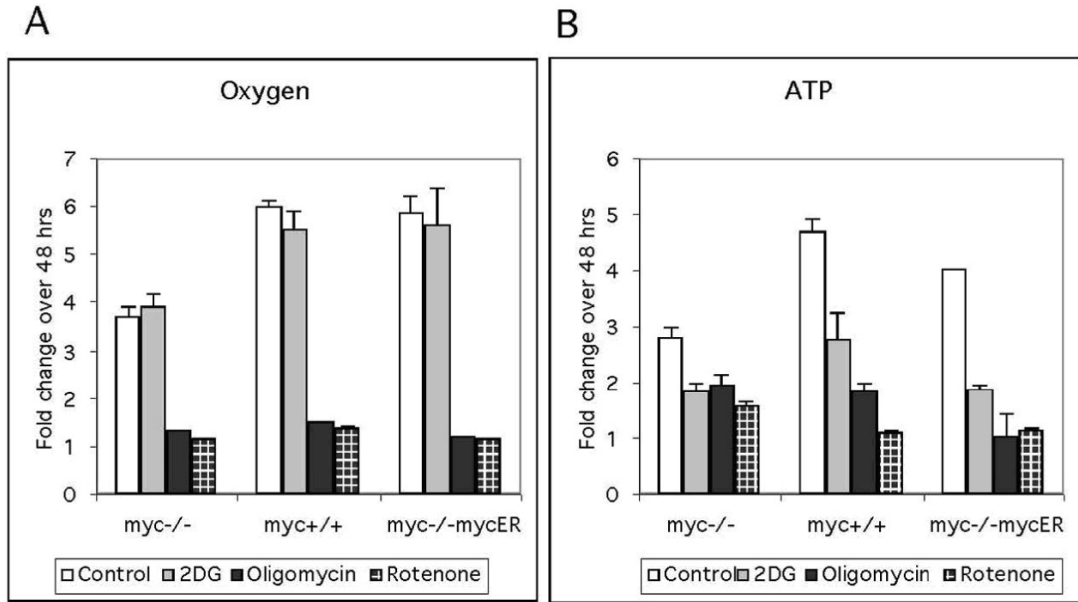 A
Oxygen
Fold change over 48 hrs
7
6
5
4
3
2
1
0
myc-/- myc+/+ myc-/-mycER
Control 2DG Oligomycin Rotenone
B
ATP
Fold change over 48 hrs
6
5
4
3
2
1
0
myc-/- myc+/+ myc-/-mycER
Control 2DG Oligomycin Rotenone